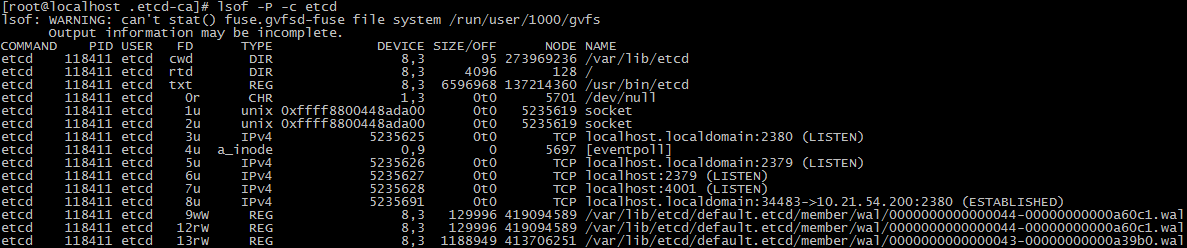 [root@localhost .etcd-ca]# lsof -P -c etcd
lsof: WARNING: can't stat() fuse.gvfsd-fuse file system /run/user/1000/gvfs
      Output information may be incomplete.
COMMAND    PID USER   FD      TYPE             DEVICE SIZE/OFF      NODE NAME
etcd    118411 etcd  cwd       DIR                8,3       95 273969236 /var/lib/etcd
etcd    118411 etcd  rtd       DIR                8,3     4096       128 /
etcd    118411 etcd  txt       REG                8,3  6596968 137214360 /usr/bin/etcd
etcd    118411 etcd    0r      CHR                1,3      0t0      5701 /dev/null
etcd    118411 etcd    1u     unix 0xffff8800448ada00      0t0   5235619 socket
etcd    118411 etcd    2u     unix 0xffff8800448ada00      0t0   5235619 socket
etcd    118411 etcd    3u     IPv4            5235625      0t0       TCP localhost.localdomain:2380 (LISTEN)
etcd    118411 etcd    4u  a_inode                0,9        0      5697 [eventpoll]
etcd    118411 etcd    5u     IPv4            5235626      0t0       TCP localhost.localdomain:2379 (LISTEN)
etcd    118411 etcd    6u     IPv4            5235627      0t0       TCP localhost:2379 (LISTEN)
etcd    118411 etcd    7u     IPv4            5235628      0t0       TCP localhost:4001 (LISTEN)
etcd    118411 etcd    8u     IPv4            5235691      0t0       TCP localhost.localdomain:34483->10.21.54.200:2380 (ESTABLISHED)
etcd    118411 etcd    9wW     REG                8,3   129996 419094589 /var/lib/etcd/default.etcd/member/wal/0000000000000044-00000000000a60c1.wal
etcd    118411 etcd   12rW     REG                8,3   129996 419094589 /var/lib/etcd/default.etcd/member/wal/0000000000000044-00000000000a60c1.wal
etcd    118411 etcd   13rW     REG                8,3  1188949 413706251 /var/lib/etcd/default.etcd/member/wal/0000000000000043-00000000000a39b0.wal